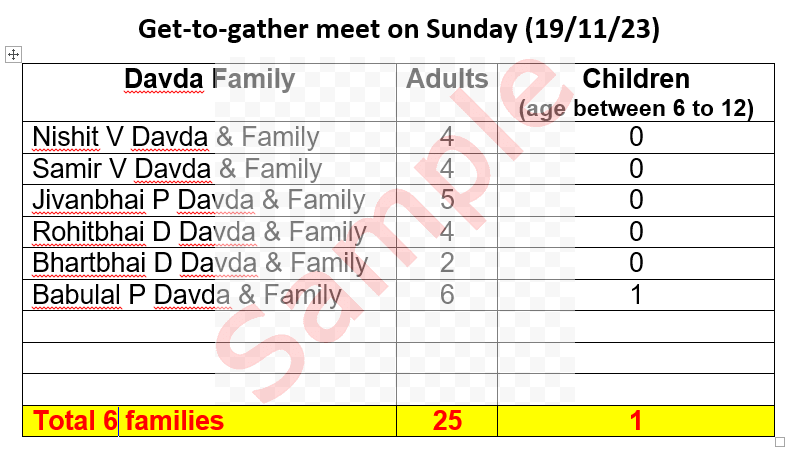 Get-to-gather meet on Sunday (19/11/23)
Davda Family Adults Children
(age between 6 to 12)
Nishit V Davda & Family 4 0
Samir V Davda & Family 4 0
Jivanbhai P Davda & Family 5 0
Rohitbhai D Davda & Family 4 0
Bhartbhai D Davda & Family 2 0
Babulal P Davda & Family 6 1
Total 6 families 25 1
Sample